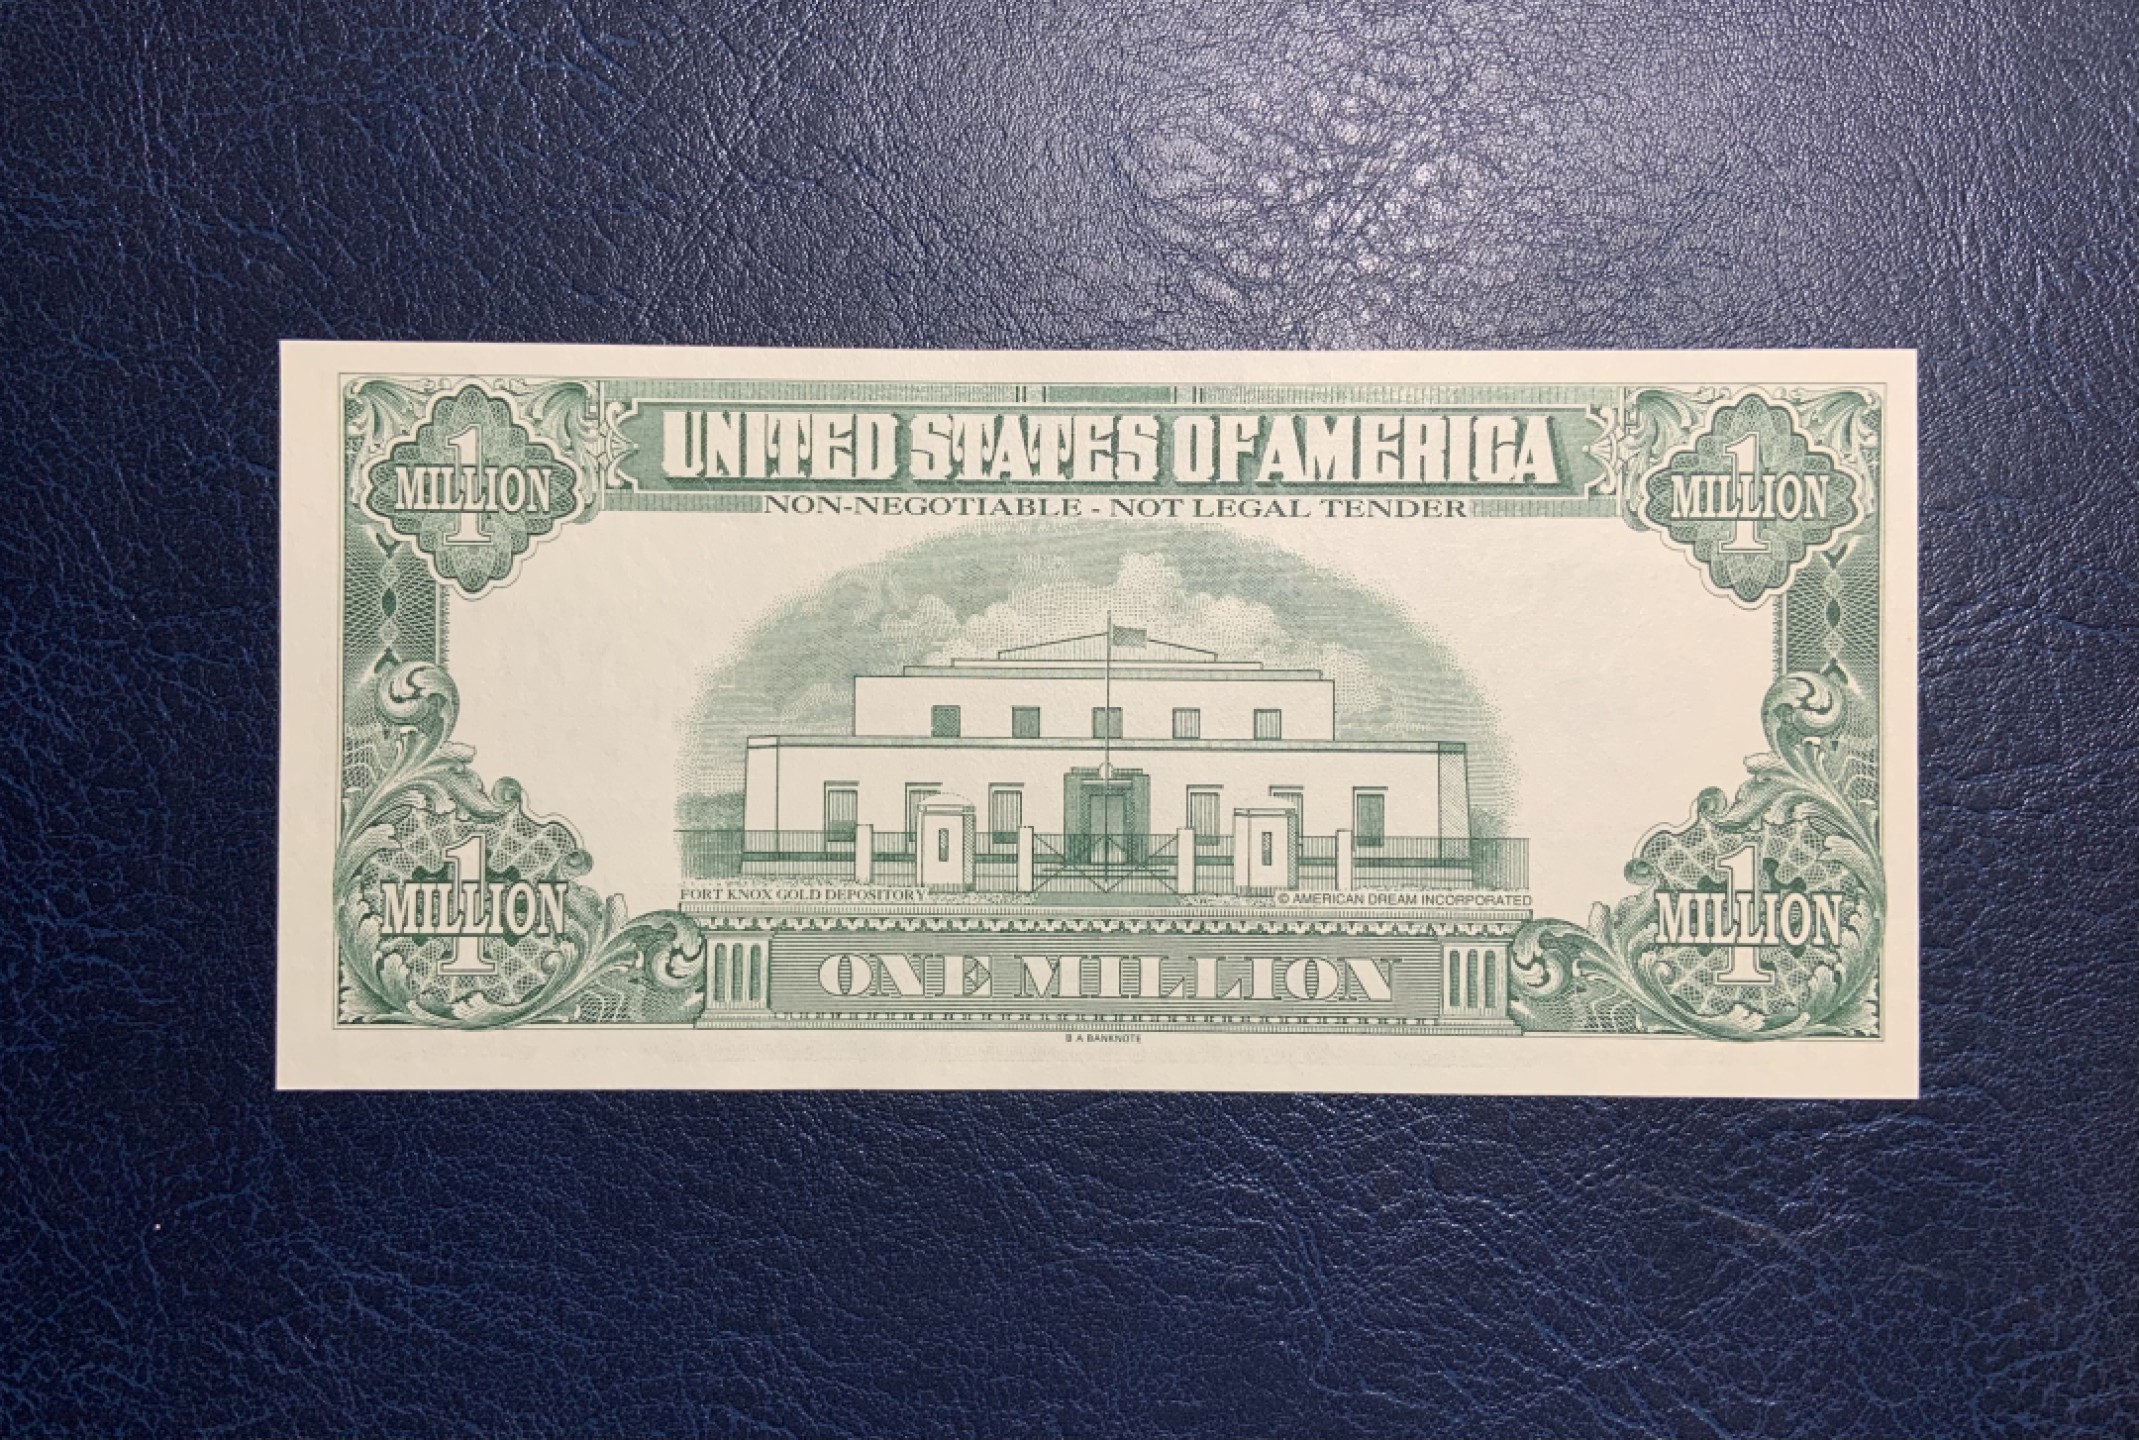 1
MILLION
UNITED STATES OF AMERICA
1
MILLION
NON-NEGOTIABLE - NOT LEGAL TENDER
FORT KNOX GOLD DEPOSITORY
© AMERICAN DREAM INCORPORATED
1
MILLION
ONE MILLION
1
MILLION
B A BANKNOTE